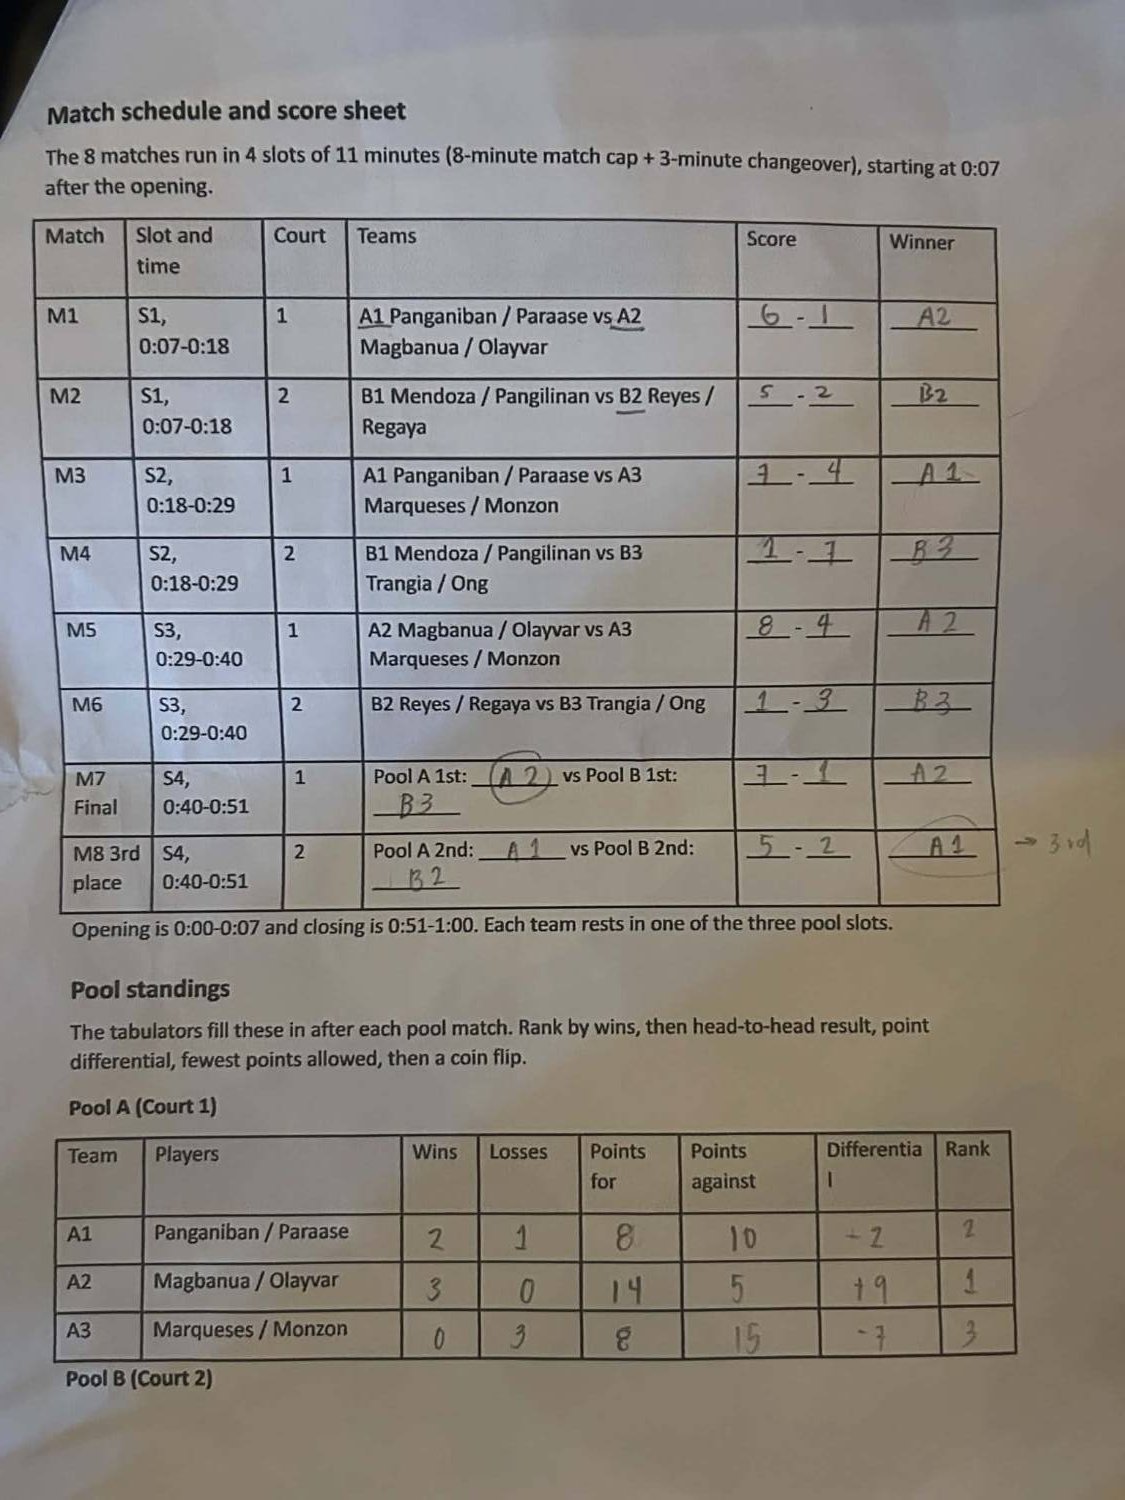 Match schedule and score sheet
The 8 matches run in 4 slots of 11 minutes (8-minute match cap + 3-minute changeover), starting at 0:07
after the opening.
Match Slot and time Court Teams Score Winner
M1 S1, 0:07-0:18 1 A1 Panganiban / Paraase vs A2 Magbanua / Olayvar 6 - 1 A2
M2 S1, 0:07-0:18 2 B1 Mendoza / Pangilinan vs B2 Reyes / Regaya 5 - 2 B2
M3 S2, 0:18-0:29 1 A1 Panganiban / Paraase vs A3 Marqueses / Monzon 7 - 4 A1
M4 S2, 0:18-0:29 2 B1 Mendoza / Pangilinan vs B3 Trangia / Ong 1 - 7 B3
M5 S3, 0:29-0:40 1 A2 Magbanua / Olayvar vs A3 Marqueses / Monzon 8 - 4 A2
M6 S3, 0:29-0:40 2 B2 Reyes / Regaya vs B3 Trangia / Ong 1 - 3 B3
M7 Final S4, 0:40-0:51 1 Pool A 1st: A2 vs Pool B 1st: B3 7 - 1 A2
M8 3rd place S4, 0:40-0:51 2 Pool A 2nd: A1 vs Pool B 2nd: B2 5 - 2 A1 → 3rd
Opening is 0:00-0:07 and closing is 0:51-1:00. Each team rests in one of the three pool slots.
Pool standings
The tabulators fill these in after each pool match. Rank by wins, then head-to-head result, point
differential, fewest points allowed, then a coin flip.
Pool A (Court 1)
Team Players Wins Losses Points for Points against Differential Rank
A1 Panganiban / Paraase 2 1 8 10 -2 2
A2 Magbanua / Olayvar 3 0 14 5 +9 1
A3 Marqueses / Monzon 0 3 8 15 -7 3
Pool B (Court 2)